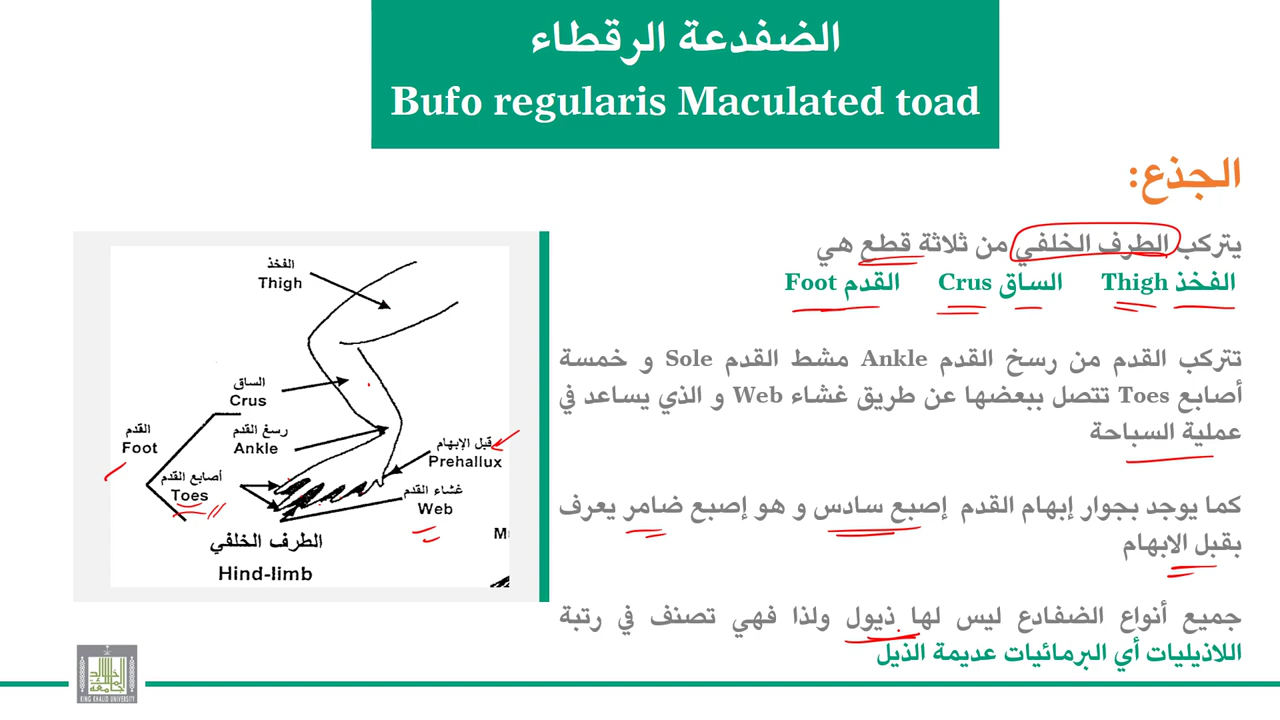 الضفدعة الرقطاء
Bufo regularis Maculated toad
الجذع:
يتركب الطرف الخلفي من ثلاثة قطع هي
الفخذ Thigh الساق Crus القدم Foot
تتركب القدم من رسخ القدم Ankle مشط القدم Sole و خمسة
أصابع Toes تتصل ببعضها عن طريق غشاء Web و الذي يساعد في
عملية السباحة
كما يوجد بجوار إبهام القدم إصبع سادس و هو إصبع ضامر يعرف
بقبل الابهام
جميع أنواع الضفادع ليس لها ذيول ولذا فهي تصنف في رتبة
اللاذيليات أي البرمائيات عديمة الذيل
الفخذ
Thigh
الساق
Crus
القدم
Foot
رسغ القدم
Ankle
قبل الإبهام
Prehallux
أصابع القدم
Toes
غشاء القدم
Web
الطرف الخلفي
Hind-limb
KING KHALID UNIVERSITY